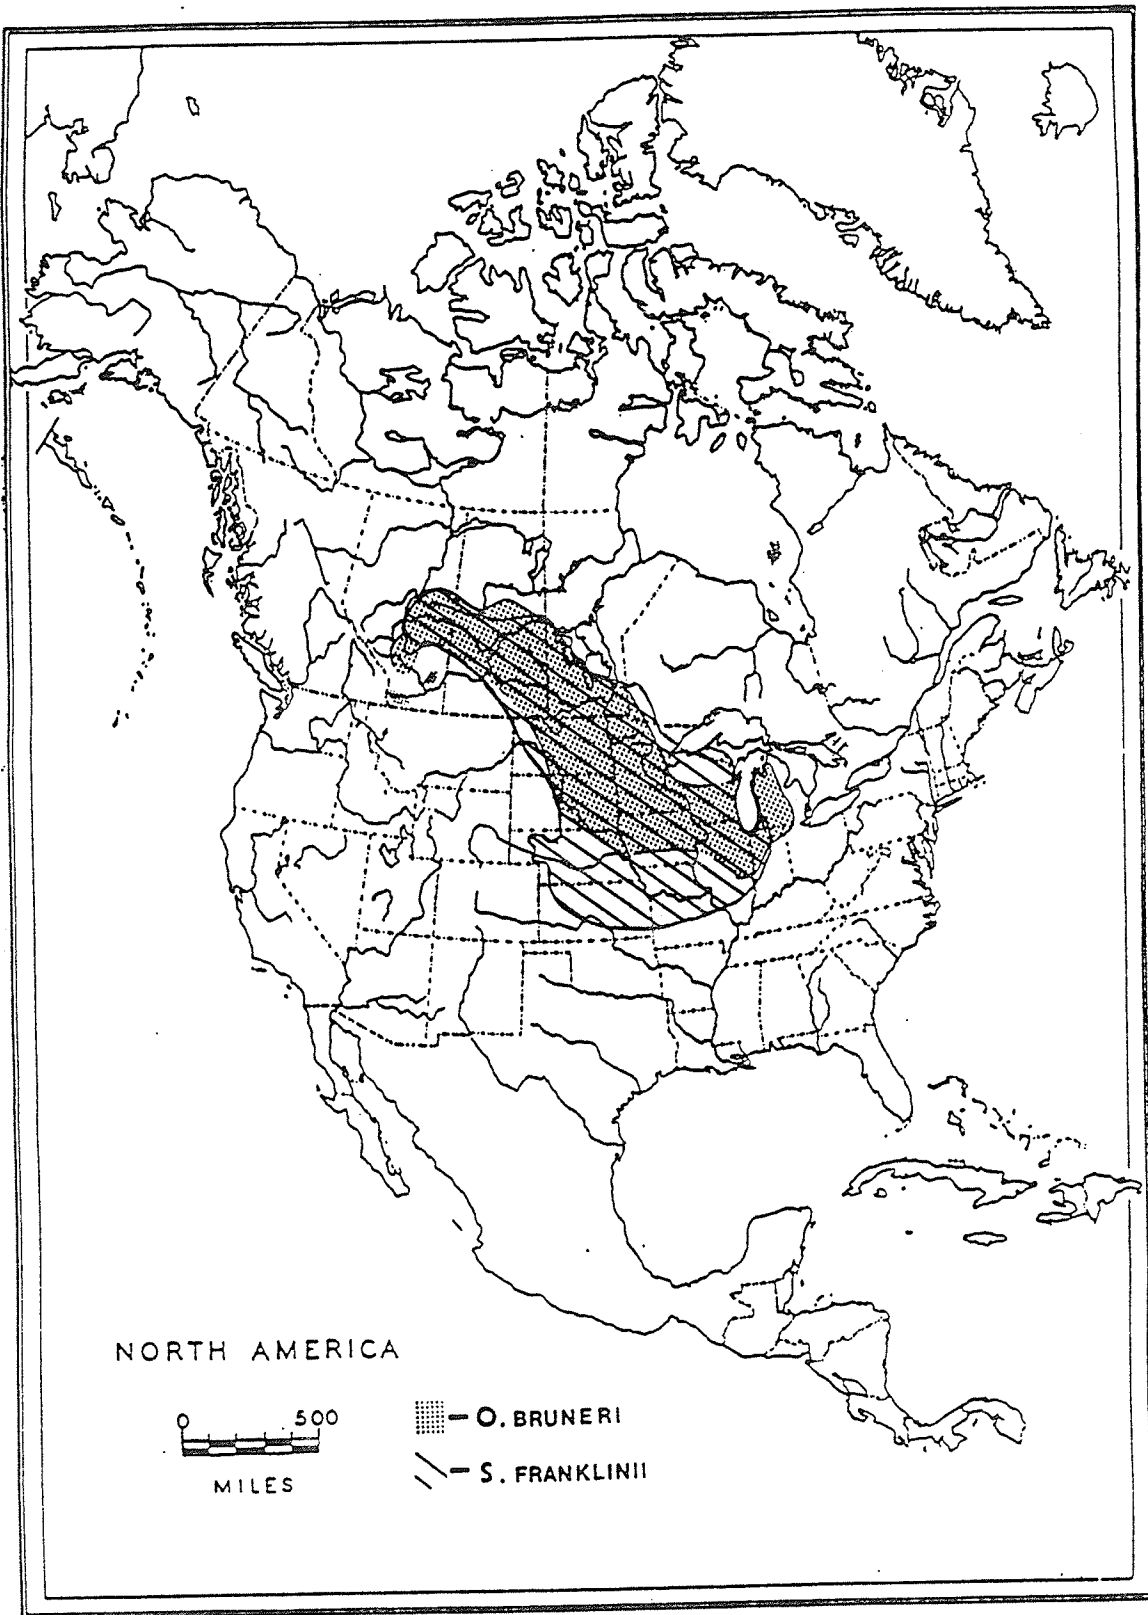 NORTH AMERICA
0 500
MILES
- O. BRUNERI
- S. FRANKLINII